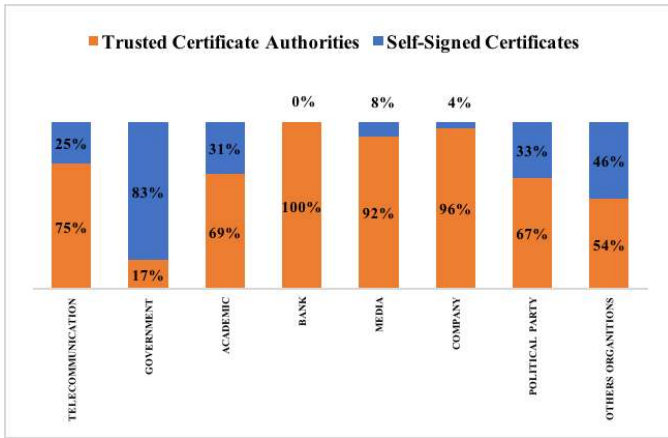 Trusted Certificate Authorities Self-Signed Certificates
0% 8% 4%
25% 83% 31% 33% 46%
75% 17% 69% 100% 92% 96% 67% 54%
TELECOMMUNICATION
GOVERNMENT
ACADEMIC
BANK
MEDIA
COMPANY
POLITICAL PARTY
OTHERS ORGANITIONS